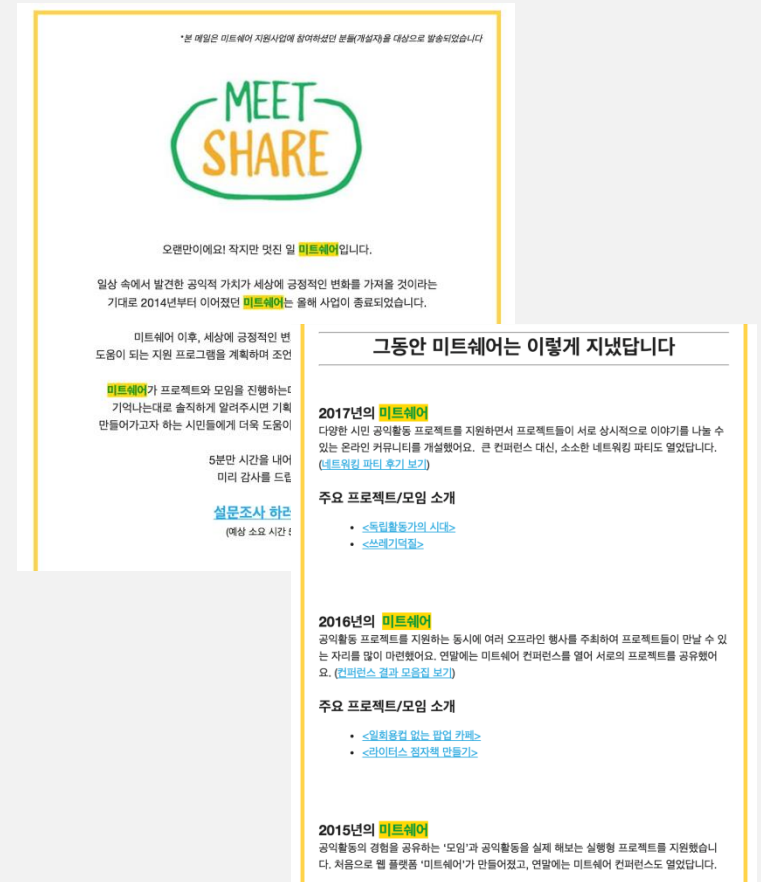 *본 메일은 미트쉐어 지원사업에 참여하셨던 분들(개설자)을 대상으로 발송되었습니다
MEET
SHARE
오랜만이에요! 작지만 멋진 일 미트쉐어입니다.
일상 속에서 발견한 공익적 가치가 세상에 긍정적인 변화를 가져올 것이라는
기대로 2014년부터 이어졌던 미트쉐어는 올해 사업이 종료되었습니다.
미트쉐어 이후, 세상에 긍정적인 변
도움이 되는 지원 프로그램을 계획하며 조언
미트쉐어가 프로젝트와 모임을 진행하는데
기억나는대로 솔직하게 알려주시면 기획
만들어가고자 하는 시민들에게 더욱 도움이
5분만 시간을 내어
미리 감사를 드립
설문조사 하러
(예상 소요 시간
그동안 미트쉐어는 이렇게 지냈답니다
2017년의 미트쉐어
다양한 시민 공익활동 프로젝트를 지원하면서 프로젝트들이 서로 상시적으로 이야기를 나눌 수
있는 온라인 커뮤니티를 개설했어요. 큰 컨퍼런스 대신, 소소한 네트워킹 파티도 열었답니다.
(네트워킹 파티 후기 보기)
주요 프로젝트/모임 소개
• <독립활동가의 시대>
• <쓰레기덕질>
2016년의 미트쉐어
공익활동 프로젝트를 지원하는 동시에 여러 오프라인 행사를 주최하여 프로젝트들이 만날 수 있
는 자리를 많이 마련했어요. 연말에는 미트쉐어 컨퍼런스를 열어 서로의 프로젝트를 공유했어
요. (컨퍼런스 결과 모음집 보기)
주요 프로젝트/모임 소개
• <일회용컵 없는 팝업 카페>
• <라이터스 점자책 만들기>
2015년의 미트쉐어
공익활동의 경험을 공유하는 '모임'과 공익활동을 실제 해보는 실행형 프로젝트를 지원했습니
다. 처음으로 웹 플랫폼 '미트쉐어'가 만들어졌고, 연말에는 미트쉐어 컨퍼런스도 열었답니다.